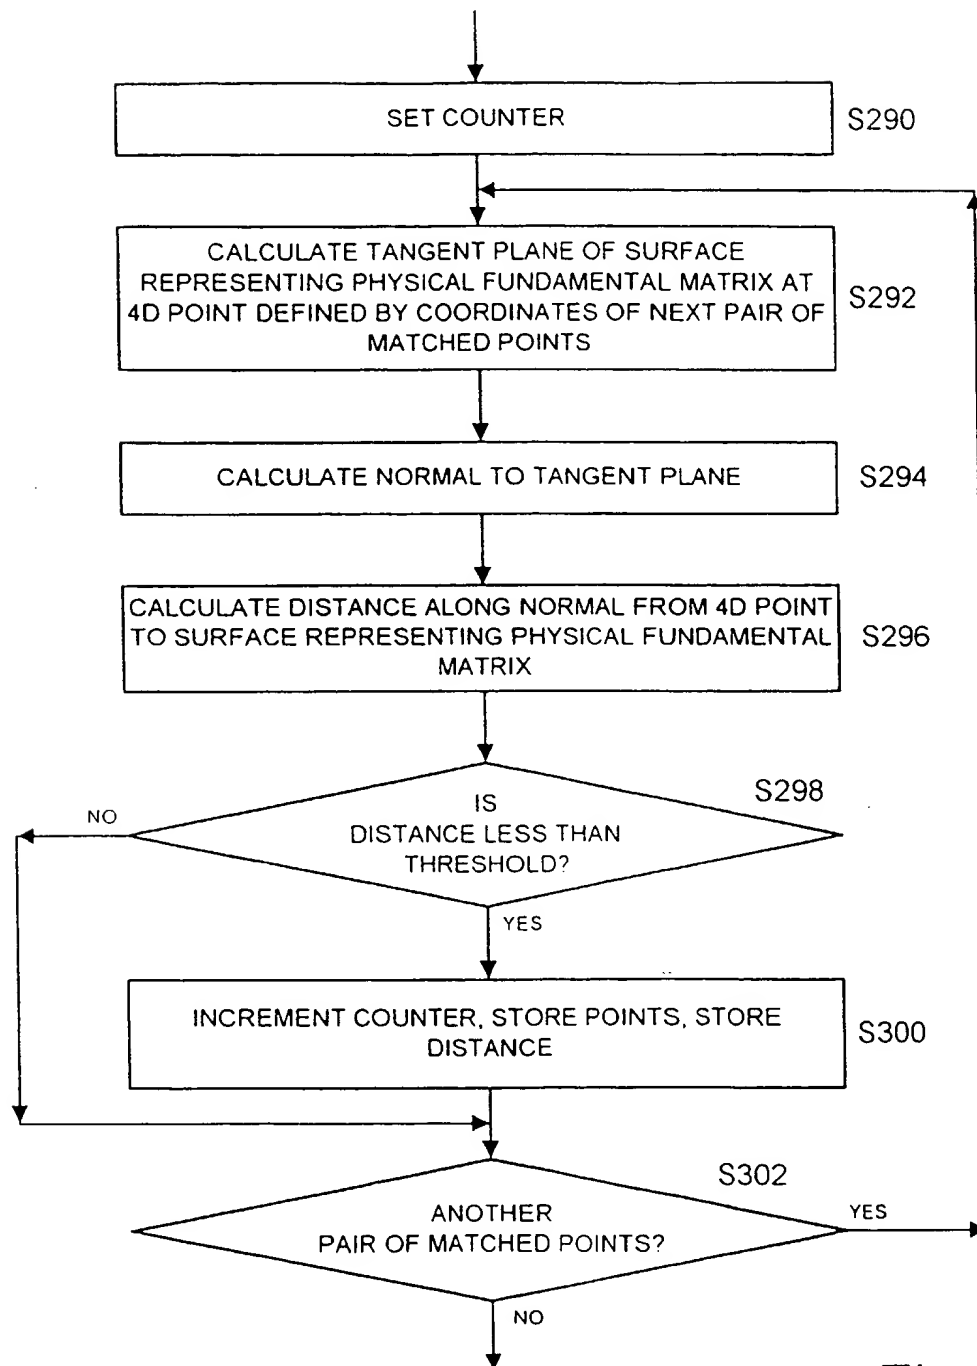 SET COUNTER
S290
CALCULATE TANGENT PLANE OF SURFACE
REPRESENTING PHYSICAL FUNDAMENTAL MATRIX AT
4D POINT DEFINED BY COORDINATES OF NEXT PAIR OF
MATCHED POINTS
S292
CALCULATE NORMAL TO TANGENT PLANE
S294
CALCULATE DISTANCE ALONG NORMAL FROM 4D POINT
TO SURFACE REPRESENTING PHYSICAL FUNDAMENTAL
MATRIX
S296
S298
NO
IS
DISTANCE LESS THAN
THRESHOLD?
YES
INCREMENT COUNTER, STORE POINTS, STORE
DISTANCE
S300
S302
ANOTHER
PAIR OF MATCHED POINTS?
YES
NO